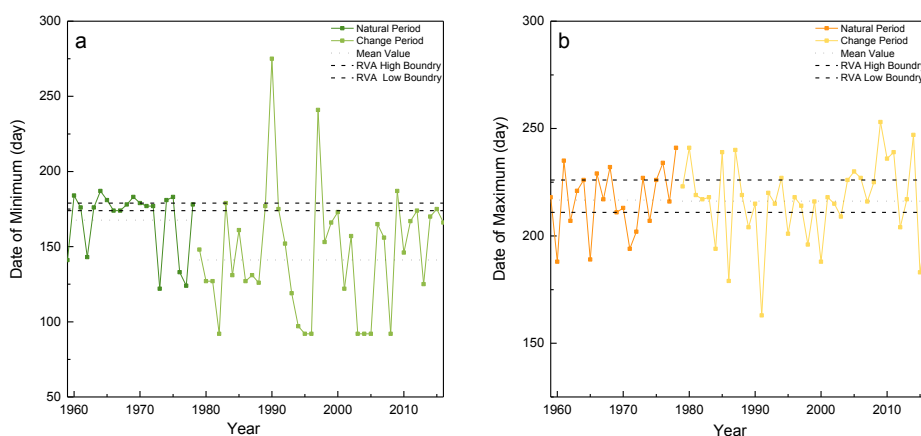 a
Natural Period
Change Period
Mean Value
RVA High Boundry
RVA Low Boundry
300
250
200
150
100
50
Date of Minimum (day)
1960 1970 1980 1990 2000 2010
Year
b
Natural Period
Change Period
Mean Value
RVA High Boundry
RVA Low Boundry
300
250
200
150
Date of Maximum (day)
1960 1970 1980 1990 2000 2010
Year